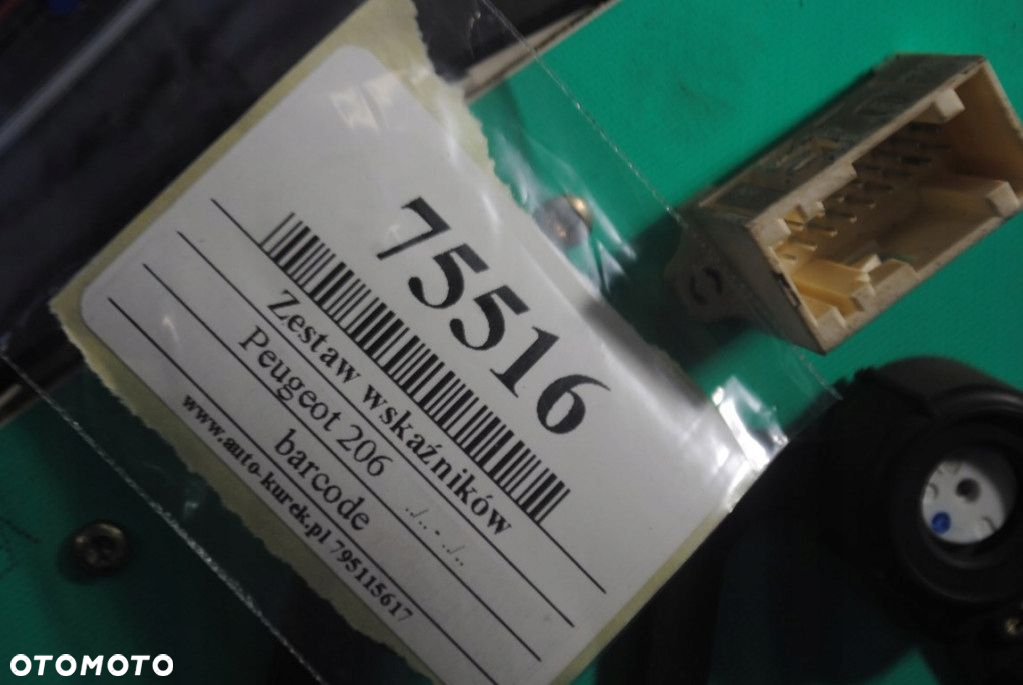 75516
Zestaw wskaźników
Peugeot 206 ./.. - ./..
barcode
www.auto-kurek.pl 795115617
OTOMOTO